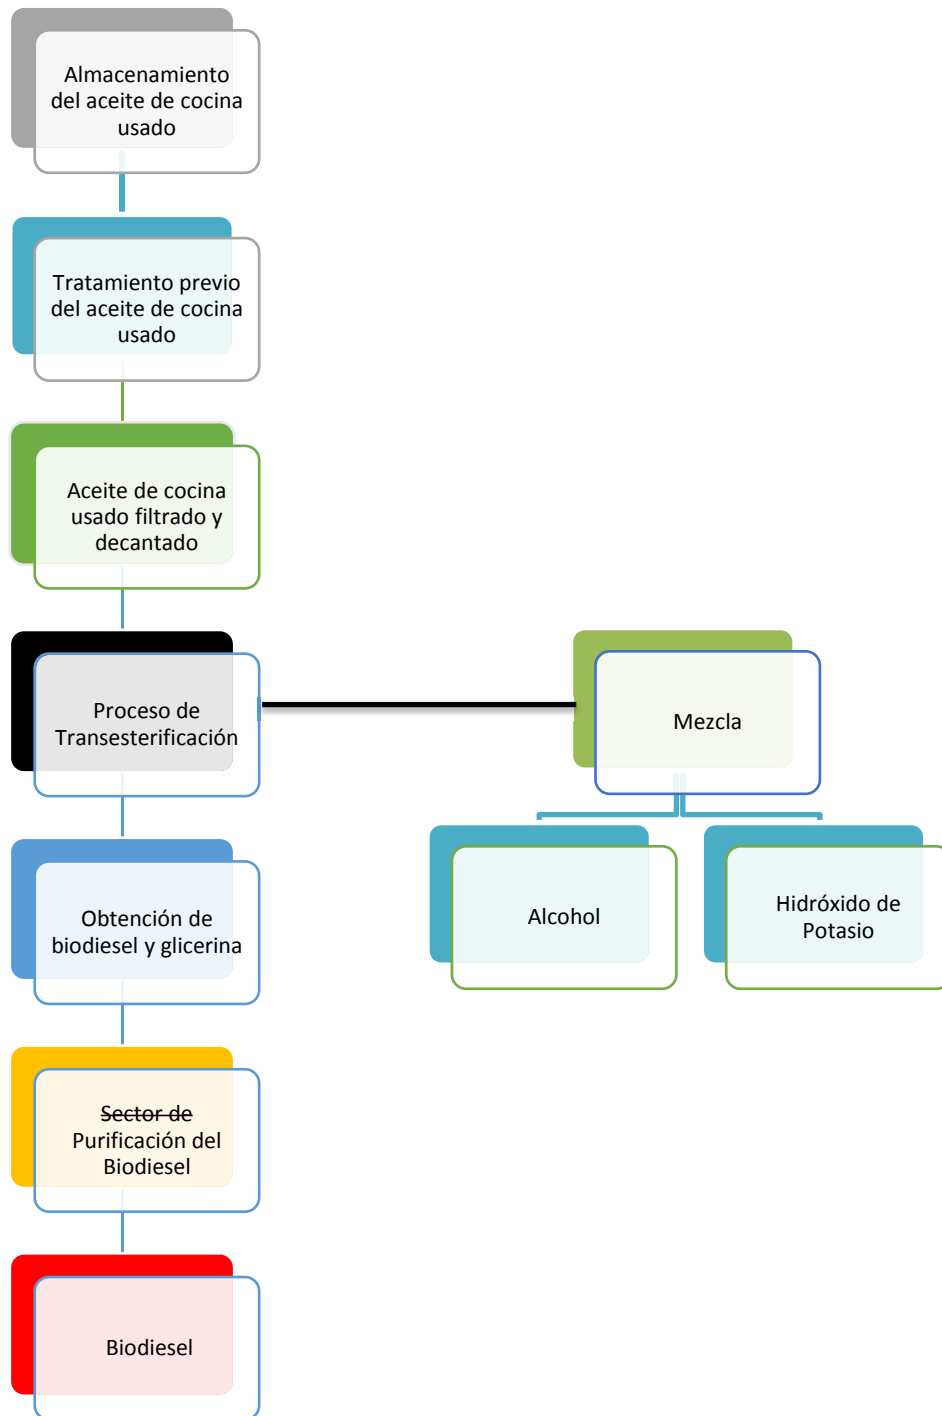 Almacenamiento
del aceite de cocina
usado
Tratamiento previo
del aceite de cocina
usado
Aceite de cocina
usado filtrado y
decantado
Proceso de
Transesterificación
Mezcla
Alcohol
Hidróxido de
Potasio
Obtención de
biodiesel y glicerina
Sector de
Purificación del
Biodiesel
Biodiesel